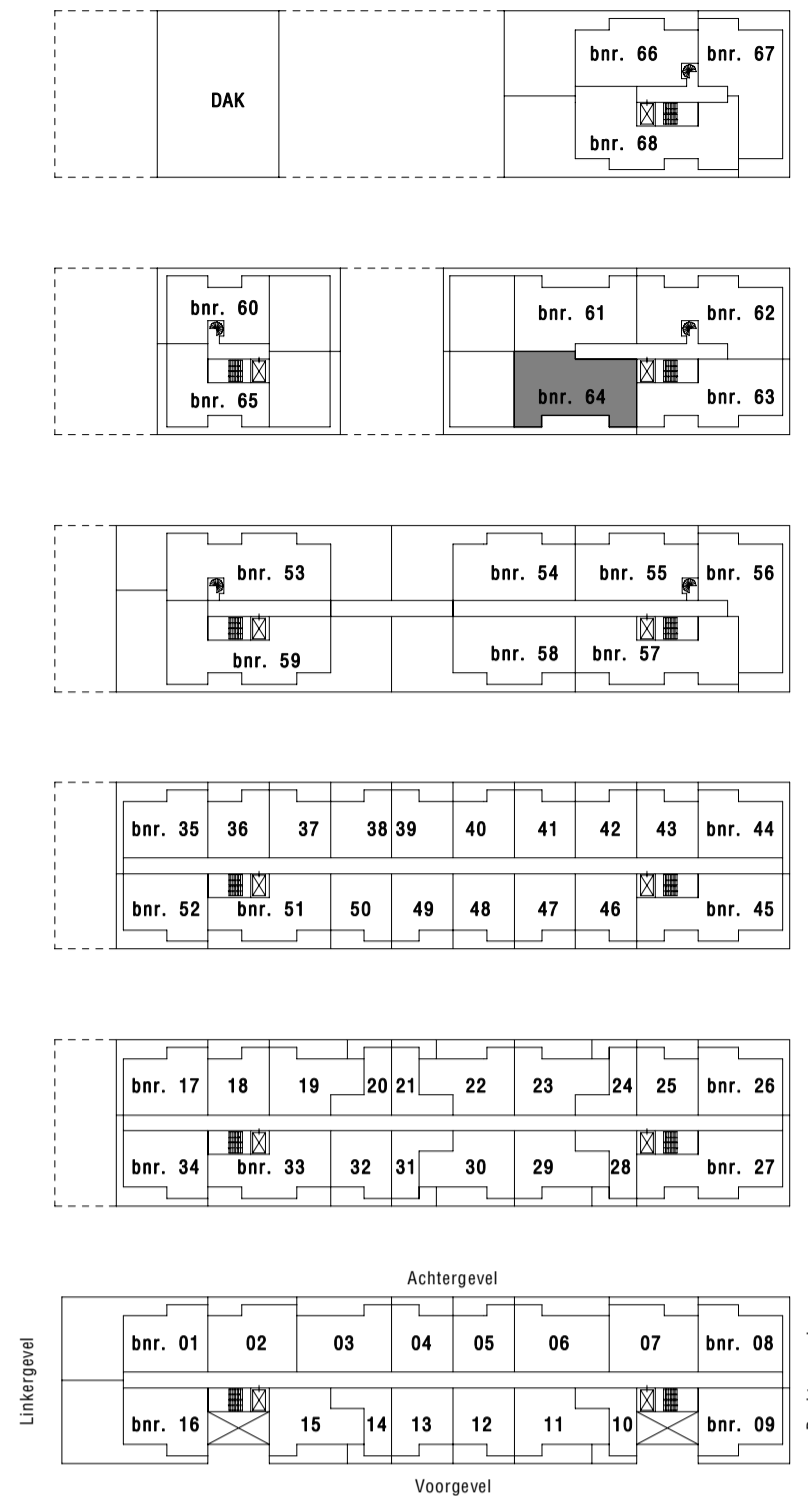 bnr. 66 bnr. 67
DAK
bnr. 68
bnr. 60 bnr. 61 bnr. 62
bnr. 65 bnr. 64 bnr. 63
bnr. 53 bnr. 54 bnr. 55 bnr. 56
bnr. 59 bnr. 58 bnr. 57
bnr. 35 36 37 38 39 40 41 42 43 bnr. 44
bnr. 52 bnr. 51 50 49 48 47 46 bnr. 45
bnr. 17 18 19 20 21 22 23 24 25 bnr. 26
bnr. 34 bnr. 33 32 31 30 29 28 bnr. 27
Achtergevel
Linkergevel
bnr. 01 02 03 04 05 06 07 bnr. 08
bnr. 16 15 14 13 12 11 10 bnr. 09
Voorgevel